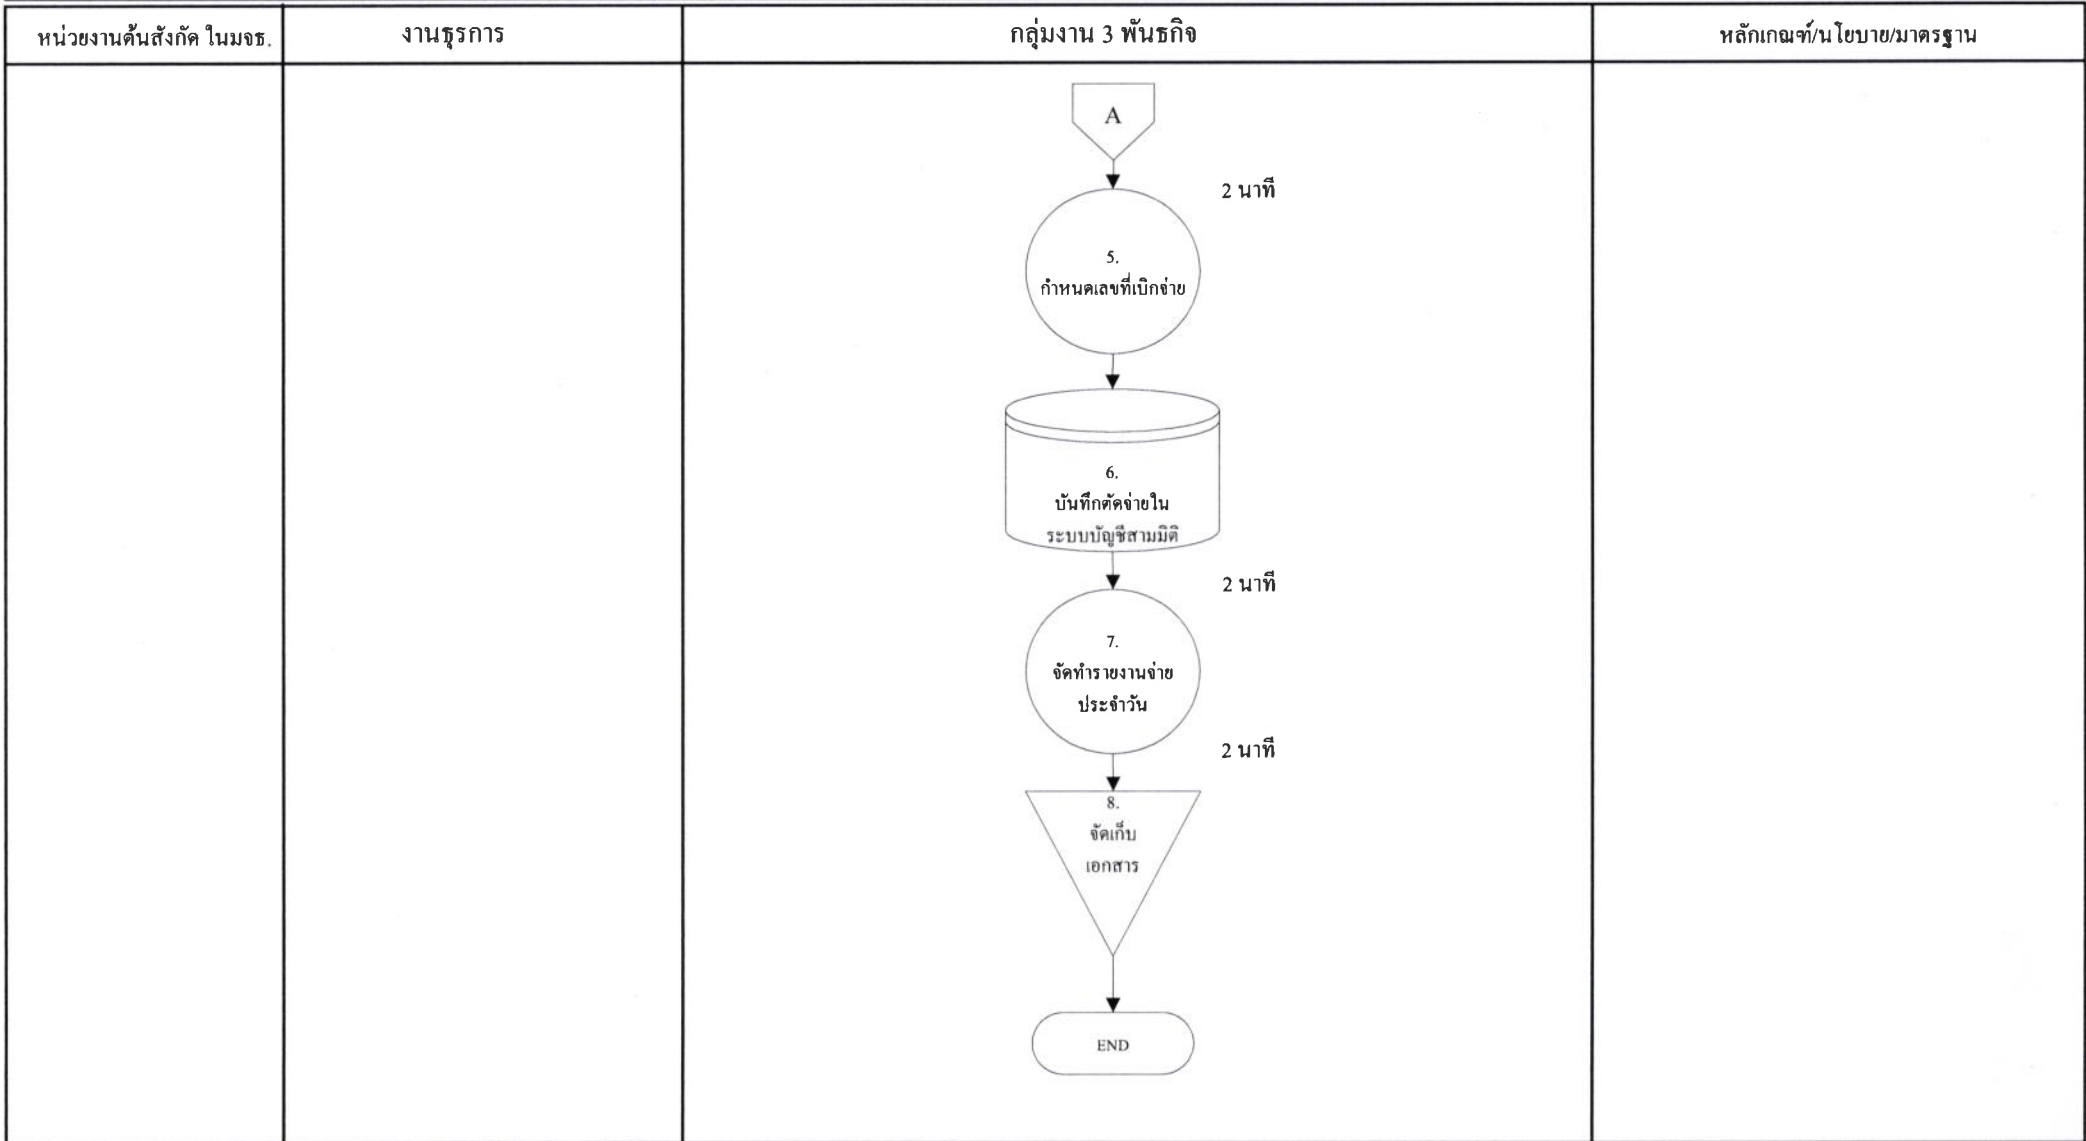 หน่วยงานต้นสังกัด ในมจธ.
งานธุรการ
กลุ่มงาน 3 พันธกิจ
หลักเกณฑ์/นโยบาย/มาตรฐาน
A
2 นาที
5.
กำหนดเลขที่เบิกจ่าย
6.
บันทึกตัดจ่ายใน
ระบบบัญชีสามมิติ
2 นาที
7.
จัดทำรายงานจ่าย
ประจำวัน
2 นาที
8.
จัดเก็บ
เอกสาร
END